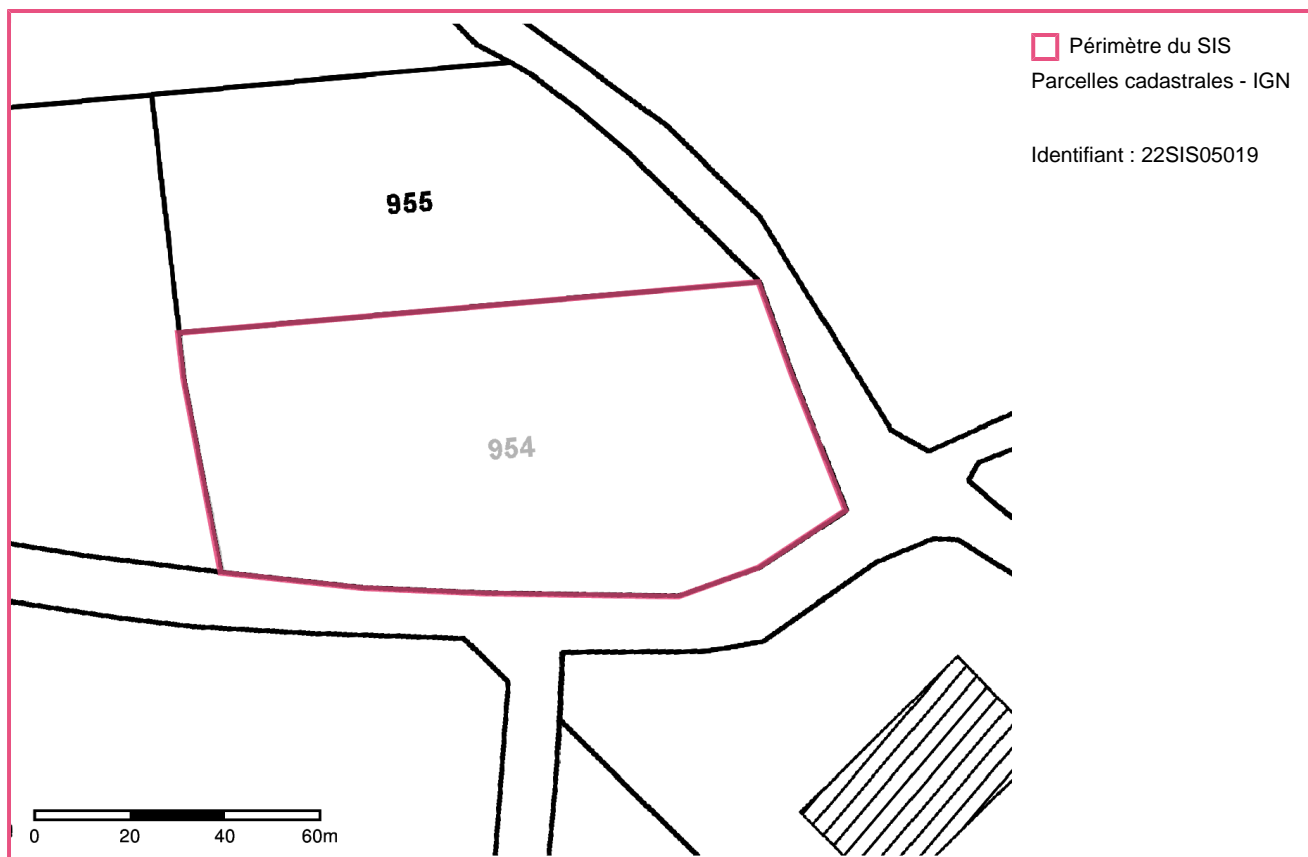 Périmètre du SIS
Parcelles cadastrales - IGN
Identifiant : 22SIS05019
955
954
0 20 40 60m